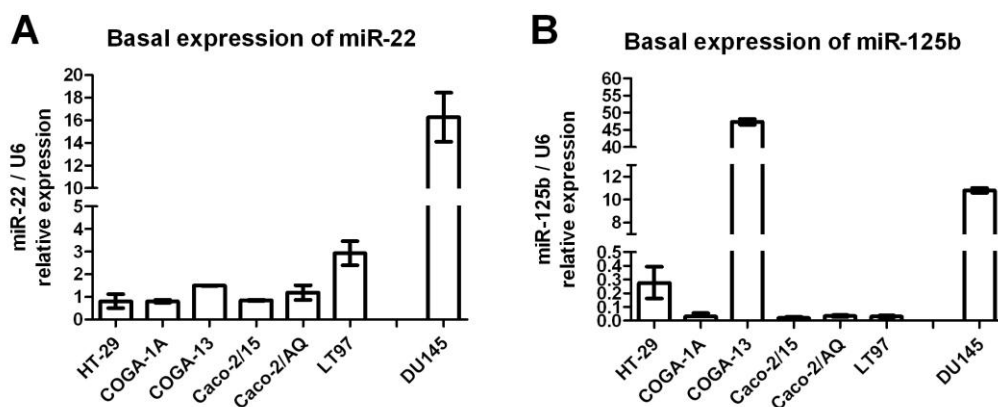 A
Basal expression of miR-22
miR-22 / U6
relative expression
20
18
16
14
12
10
5
4
3
2
1
0
HT-29
COGA-1A
COGA-13
Caco-2/15
Caco-2/AQ
LT97
DU145
B
Basal expression of miR-125b
miR-125b / U6
relative expression
60
55
50
45
40
10
5
0.5
0.4
0.3
0.2
0.1
0.0
HT-29
COGA-1A
COGA-13
Caco-2/15
Caco-2/AQ
LT97
DU145